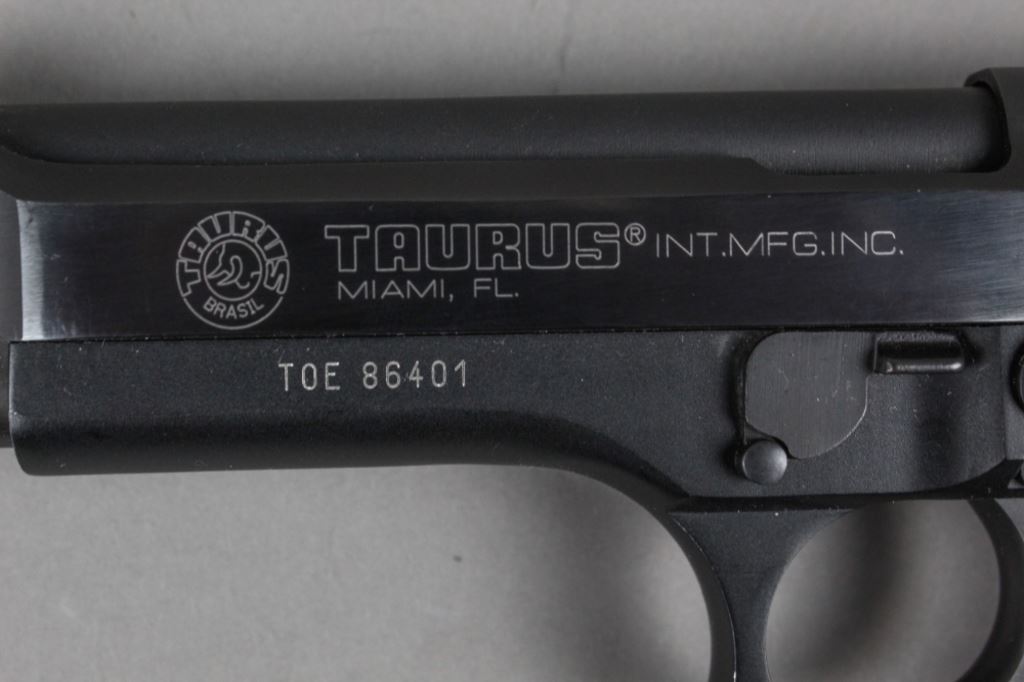 TAURUS
BRASIL
TAURUS® INT.MFG.INC.
MIAMI, FL.
TOE 86401